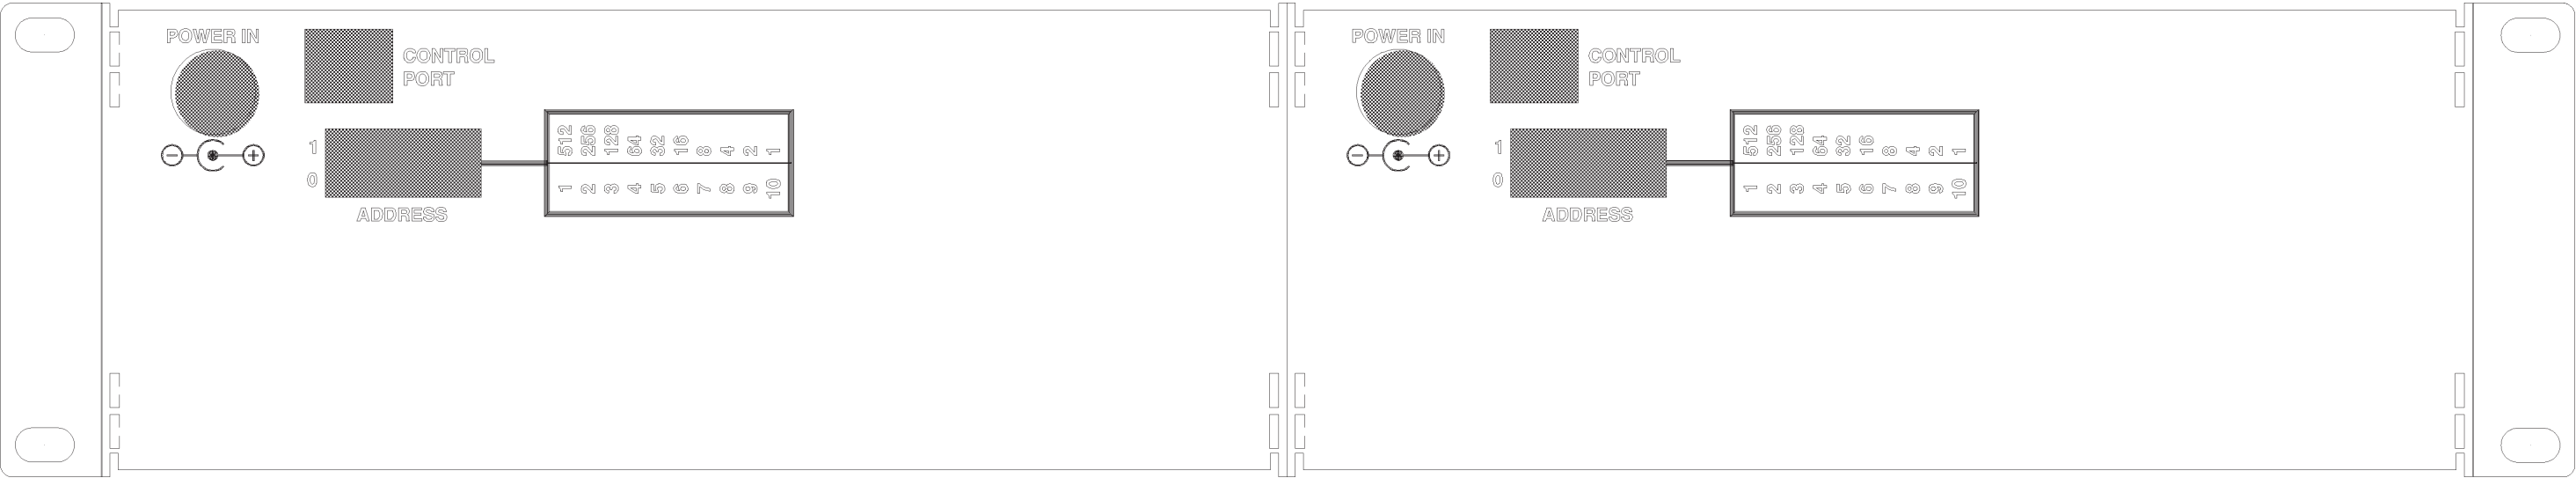 POWER IN
CONTROL
PORT
1
0
ADDRESS
512 256 128 64 32 16 8 4 2 1
1 2 3 4 5 6 7 8 9 10
POWER IN
CONTROL
PORT
1
0
ADDRESS
512 256 128 64 32 16 8 4 2 1
1 2 3 4 5 6 7 8 9 10